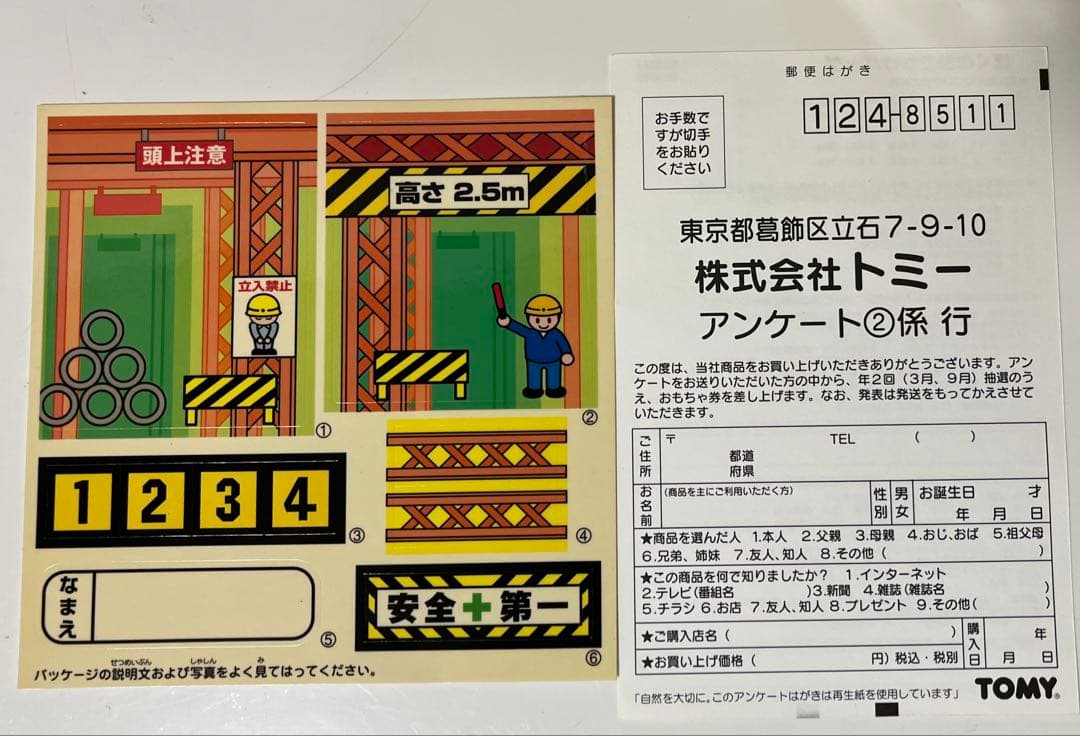 頭上注意
立入禁止
①
高さ 2.5m
②
1 2 3 4
③
④
なまえ
⑤
安全+第一
⑥
パッケージの説明文および写真をよく見てはってください。
せつめいぶん しゃしん み
郵便はがき
お手数で
すが切手
をお貼り
ください
124-8511
東京都葛飾区立石7-9-10
株式会社トミー
アンケート②係 行
この度は、当社商品をお買い上げいただきありがとうございます。アン
ケートをお送りいただいた方の中から、年2回（3月、9月）抽選のう
え、おもちゃ券を差し上げます。なお、発表は発送をもってかえさせて
いただきます。
ご住所
〒 TEL ( )
都道
府県
お名前
(商品を主にご利用いただく方)
性別
男
女
お誕生日 才
年 月 日
★商品を選んだ人 1.本人 2.父親 3.母親 4.おじ、おば 5.祖父母
6.兄弟、姉妹 7.友人、知人 8.その他( )
★この商品を何で知りましたか？ 1.インターネット
2.テレビ(番組名 )3.新聞 4.雑誌(雑誌名 )
5.チラシ 6.お店 7.友人、知人 8.プレゼント 9.その他( )
★ご購入店名( )
購入日
年
月 日
★お買い上げ価格( 円)税込・税別
「自然を大切に。このアンケートはがきは再生紙を使用しています」
TOMY®